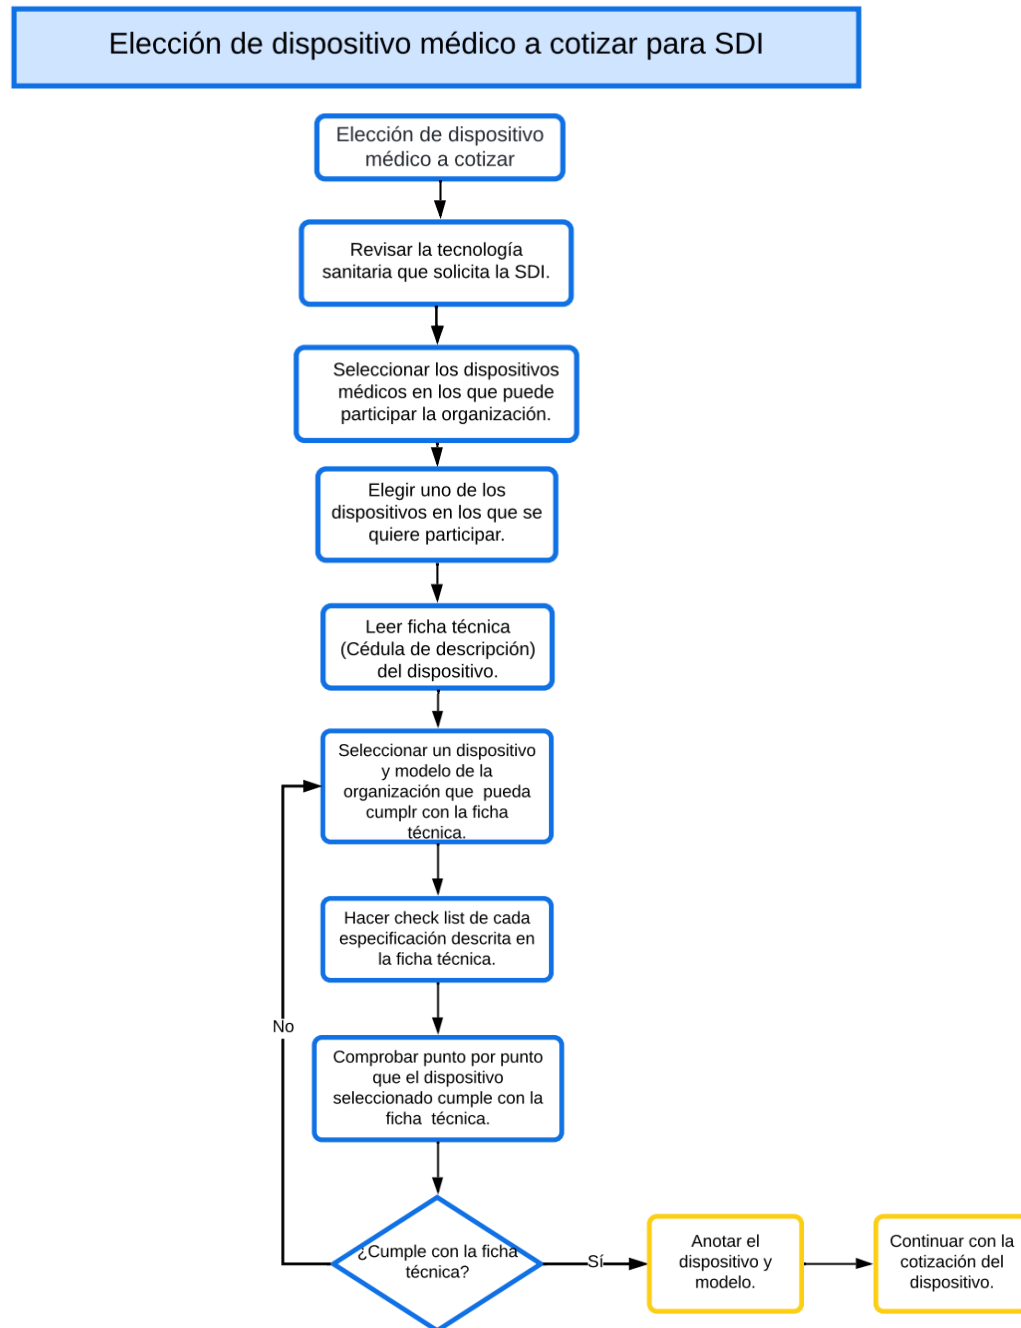 Elección de dispositivo médico a cotizar para SDI
Elección de dispositivo
médico a cotizar
Revisar la tecnología
sanitaria que solicita la SDI.
Seleccionar los dispositivos
médicos en los que puede
participar la organización.
Elegir uno de los
dispositivos en los que se
quiere participar.
Leer ficha técnica
(Cédula de descripción)
del dispositivo.
Seleccionar un dispositivo
y modelo de la
organización que pueda
cumplr con la ficha
técnica.
Hacer check list de cada
especificación descrita en
la ficha técnica.
No
Comprobar punto por punto
que el dispositivo
seleccionado cumple con la
ficha técnica.
¿Cumple con la ficha
técnica?
Sí
Anotar el
dispositivo y
modelo.
Continuar con la
cotización del
dispositivo.